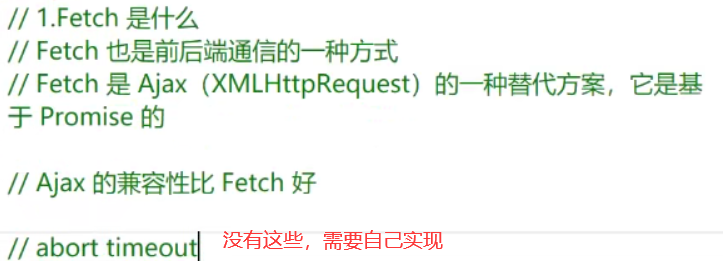 // 1.Fetch 是什么
// Fetch 也是前后端通信的一种方式
// Fetch 是 Ajax（XMLHttpRequest）的一种替代方案，它是基
于 Promise 的
// Ajax 的兼容性比 Fetch 好
// abort timeout 没有这些，需要自己实现